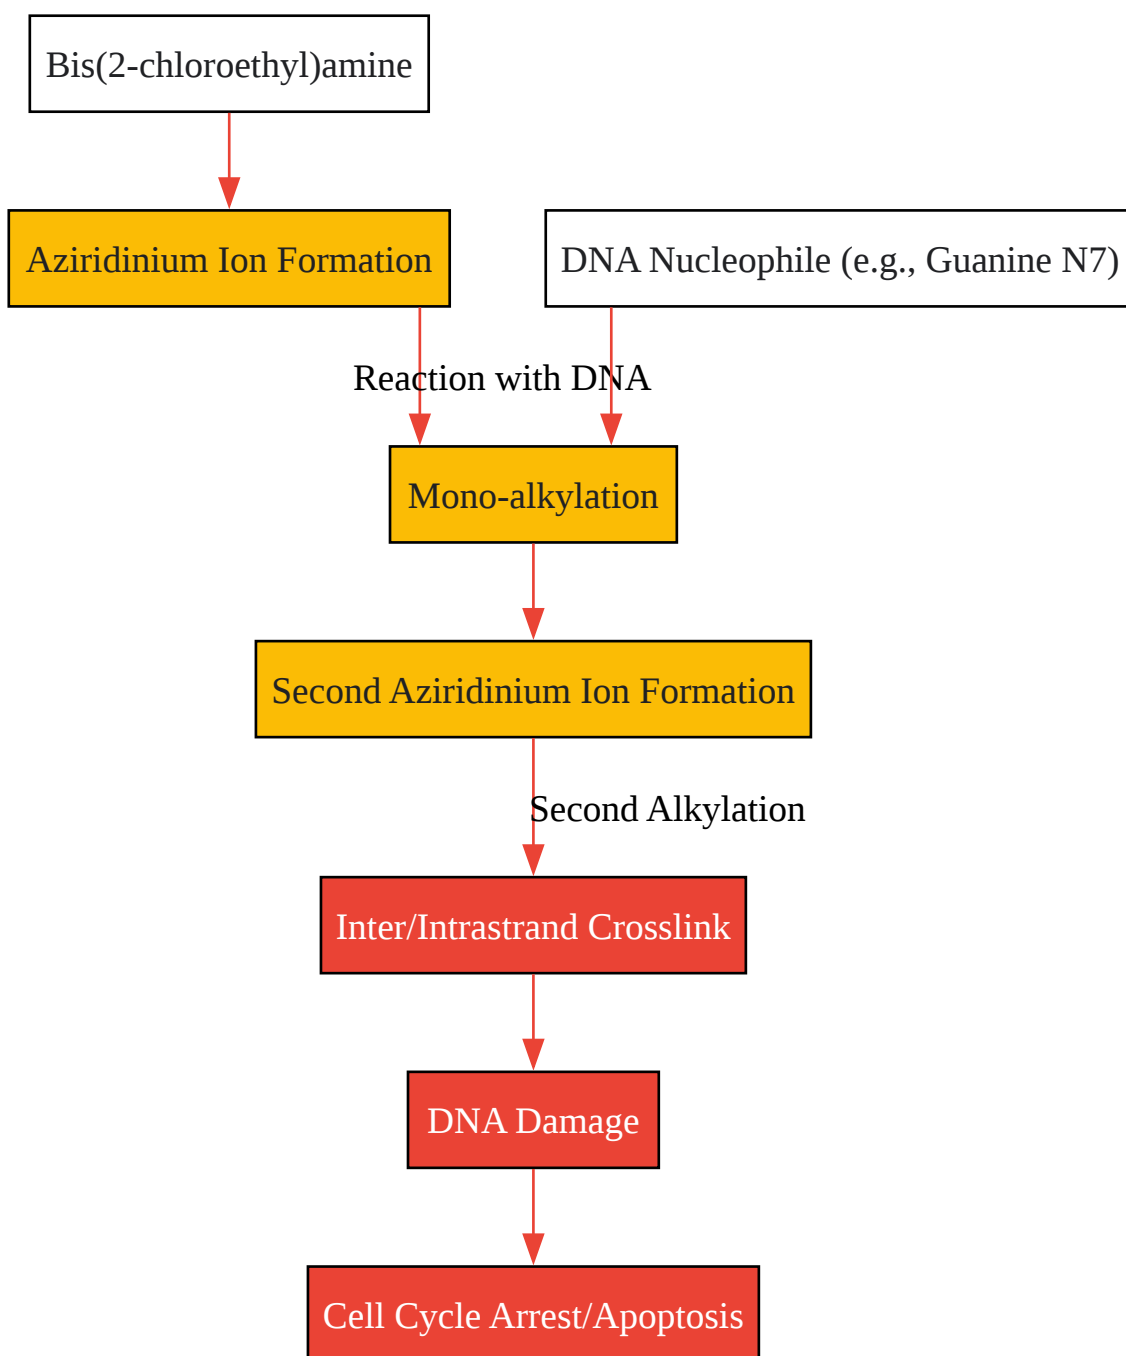 Bis(2-chloroethyl)amine
Aziridinium Ion Formation
DNA Nucleophile (e.g., Guanine N7)
Reaction with DNA
Mono-alkylation
Second Aziridinium Ion Formation
Second Alkylation
Inter/Intrastrand Crosslink
DNA Damage
Cell Cycle Arrest/Apoptosis